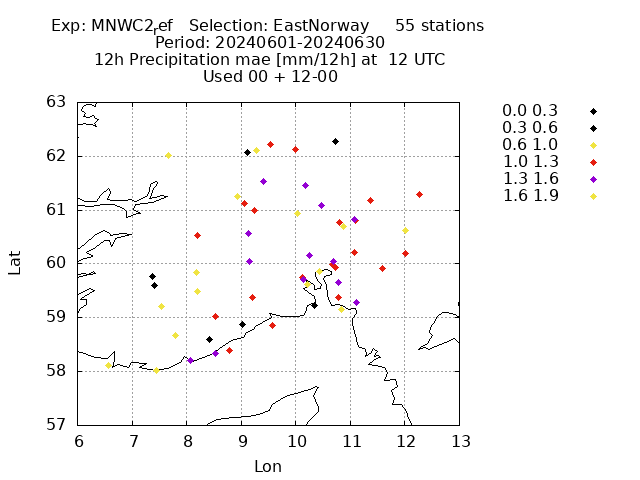 Exp: MNWC2ref   Selection: EastNorway     55 stations
Period: 20240601-20240630
12h Precipitation mae [mm/12h] at  12 UTC
Used 00 + 12-00
63
62
61
60
59
58
57
Lat
6 7 8 9 10 11 12 13
Lon
0.0 0.3
0.3 0.6
0.6 1.0
1.0 1.3
1.3 1.6
1.6 1.9